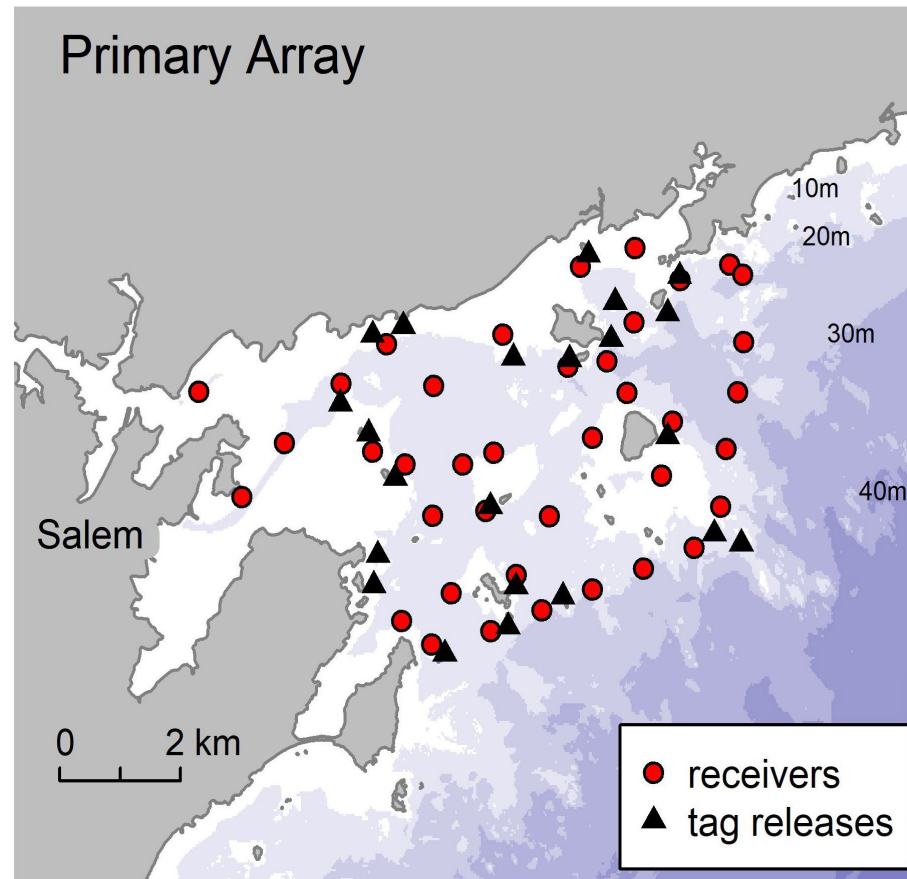 Primary Array
10m
20m
30m
40m
Salem
0 2 km
receivers
tag releases